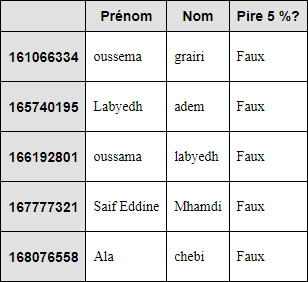 Prénom Nom Pire 5 %?
161066334 oussema grairi Faux
165740195 Labyedh adem Faux
166192801 oussama labyedh Faux
167777321 Saif Eddine Mhamdi Faux
168076558 Ala chebi Faux